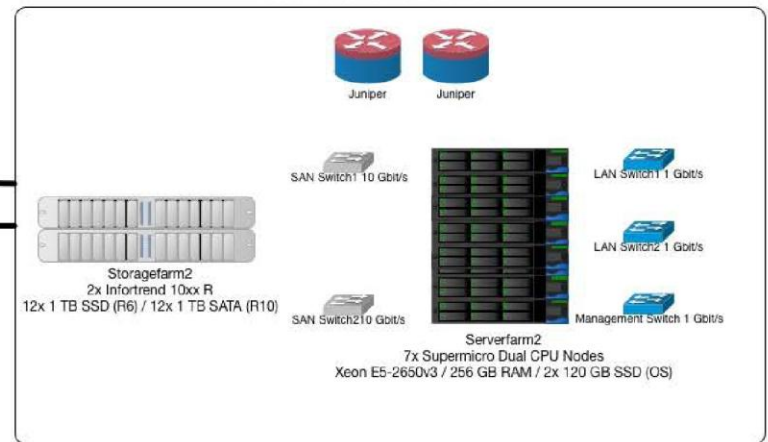 Juniper
Juniper
SAN Switch1 10 Gbit/s
LAN Switch1 1 Gbit/s
LAN Switch2 1 Gbit/s
Storagefarm2
2x Infortrend 10xx R
12x 1 TB SSD (R6) / 12x 1 TB SATA (R10)
SAN Switch210 Gbit/s
Management Switch 1 Gbit/s
Serverfarm2
7x Supermicro Dual CPU Nodes
Xeon E5-2650v3 / 256 GB RAM / 2x 120 GB SSD (OS)